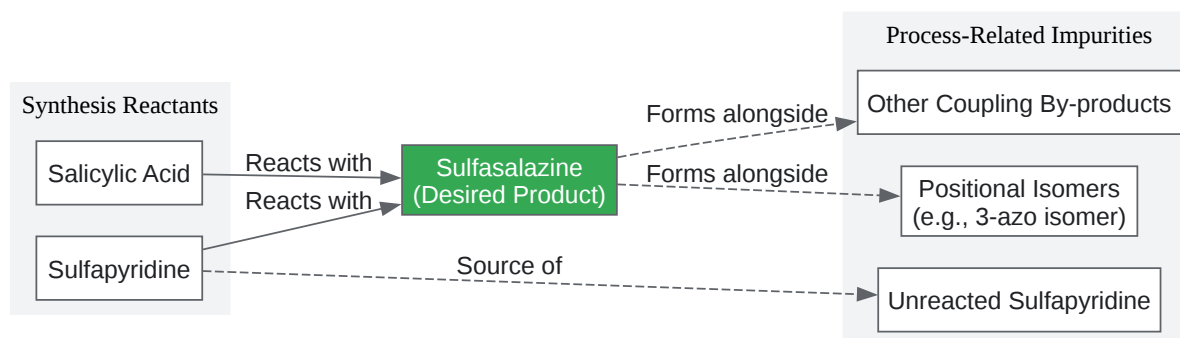 Synthesis Reactants
Salicylic Acid
Sulfapyridine
Reacts with
Reacts with
Source of
Sulfasalazine
(Desired Product)
Forms alongside
Forms alongside
Process-Related Impurities
Other Coupling By-products
Positional Isomers
(e.g., 3-azo isomer)
Unreacted Sulfapyridine